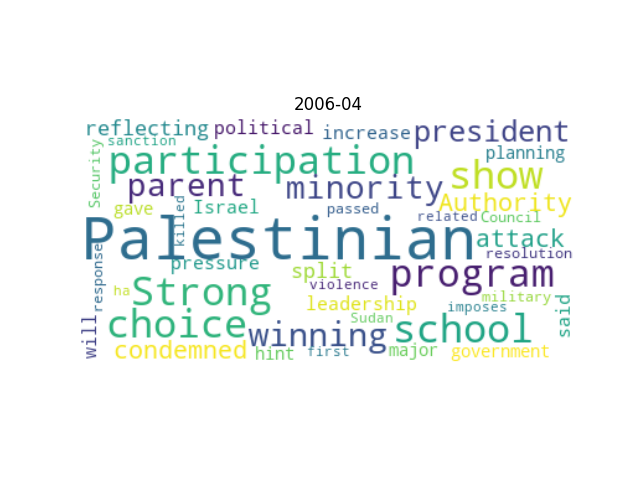 2006-04
reflecting political increase president
sanction
Security participation show planning
parent minority Authority
gave killed Israel passed related Council
Palestinian attack
response pressure split program resolution
ha Strong violence leadership military
imposes
will choice winning Sudan school said
condemned hint first major government